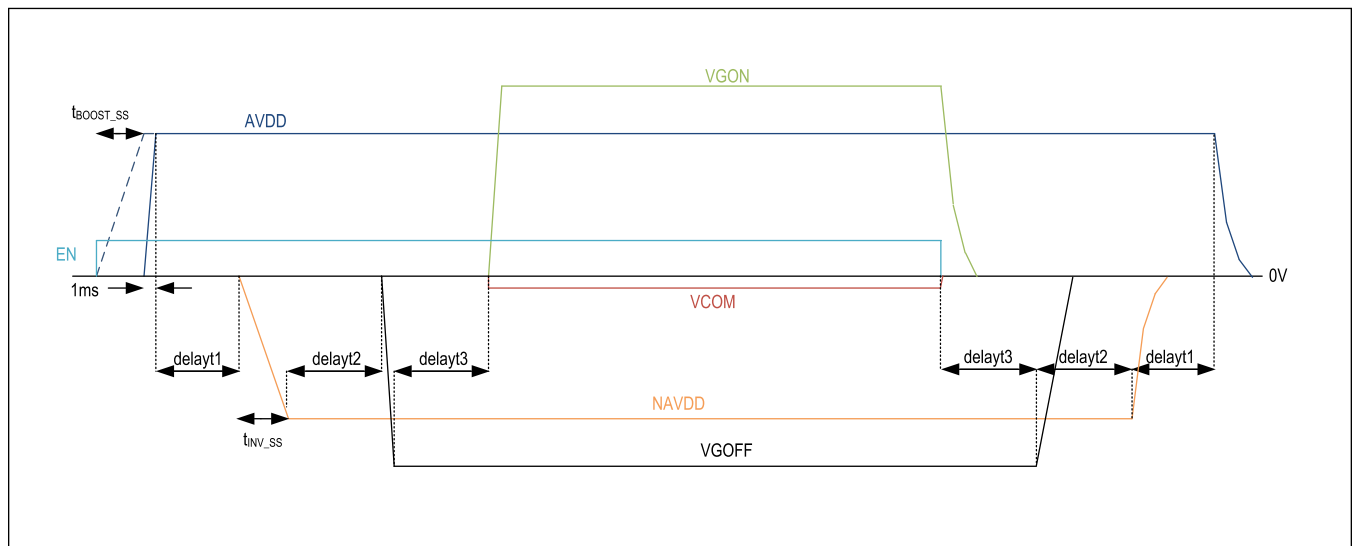 VGON
tBOOST_SS
AVDD
EN
0V
1ms
VCOM
delayt1
delayt2
delayt3
delayt3
delayt2
delayt1
NAVDD
tINV_SS
VGOFF